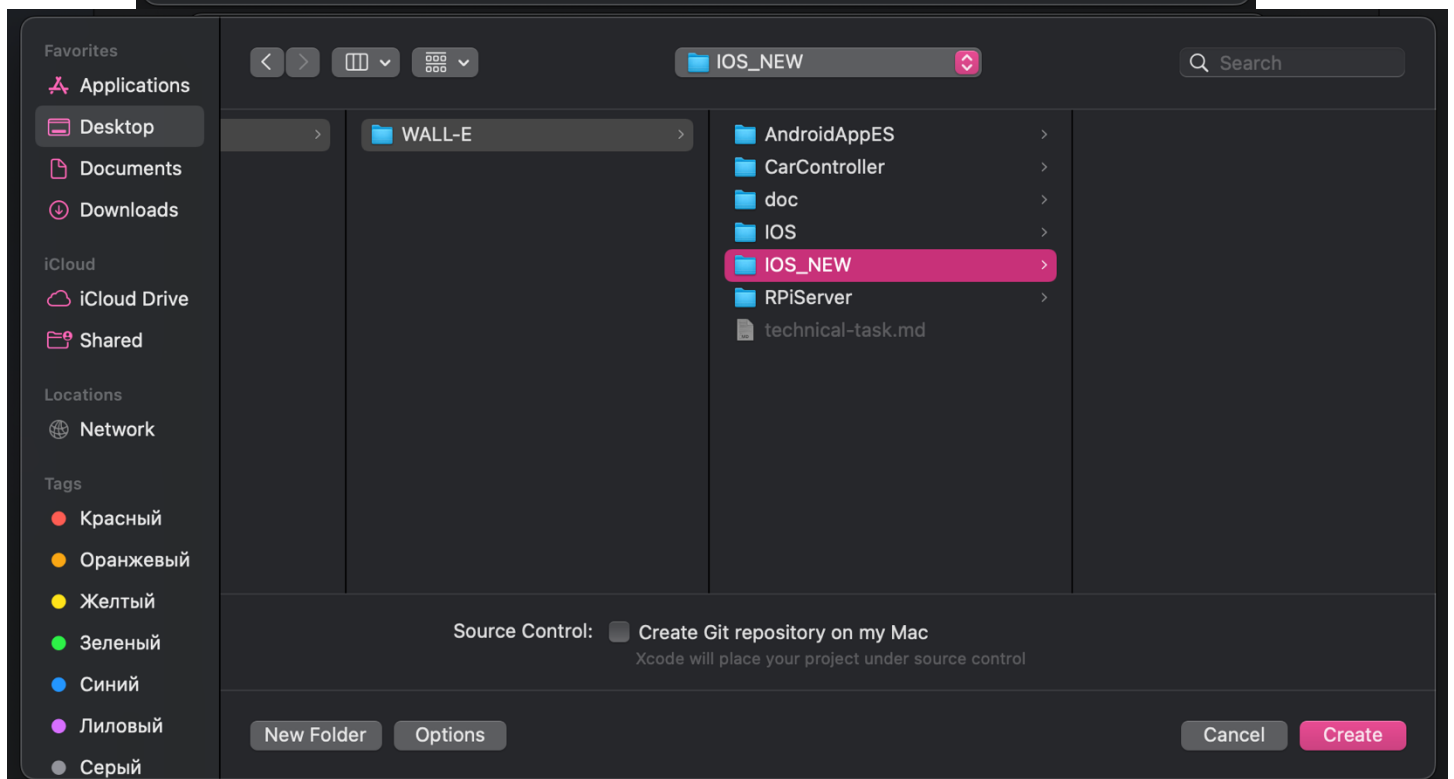 Favorites
Applications
Desktop
Documents
Downloads
iCloud
iCloud Drive
Shared
Locations
Network
Tags
Красный
Оранжевый
Желтый
Зеленый
Синий
Лиловый
Серый
IOS_NEW
Search
WALL-E
AndroidAppES
CarController
doc
IOS
IOS_NEW
RPiServer
technical-task.md
Source Control: Create Git repository on my Mac
Xcode will place your project under source control
New Folder Options Cancel Create